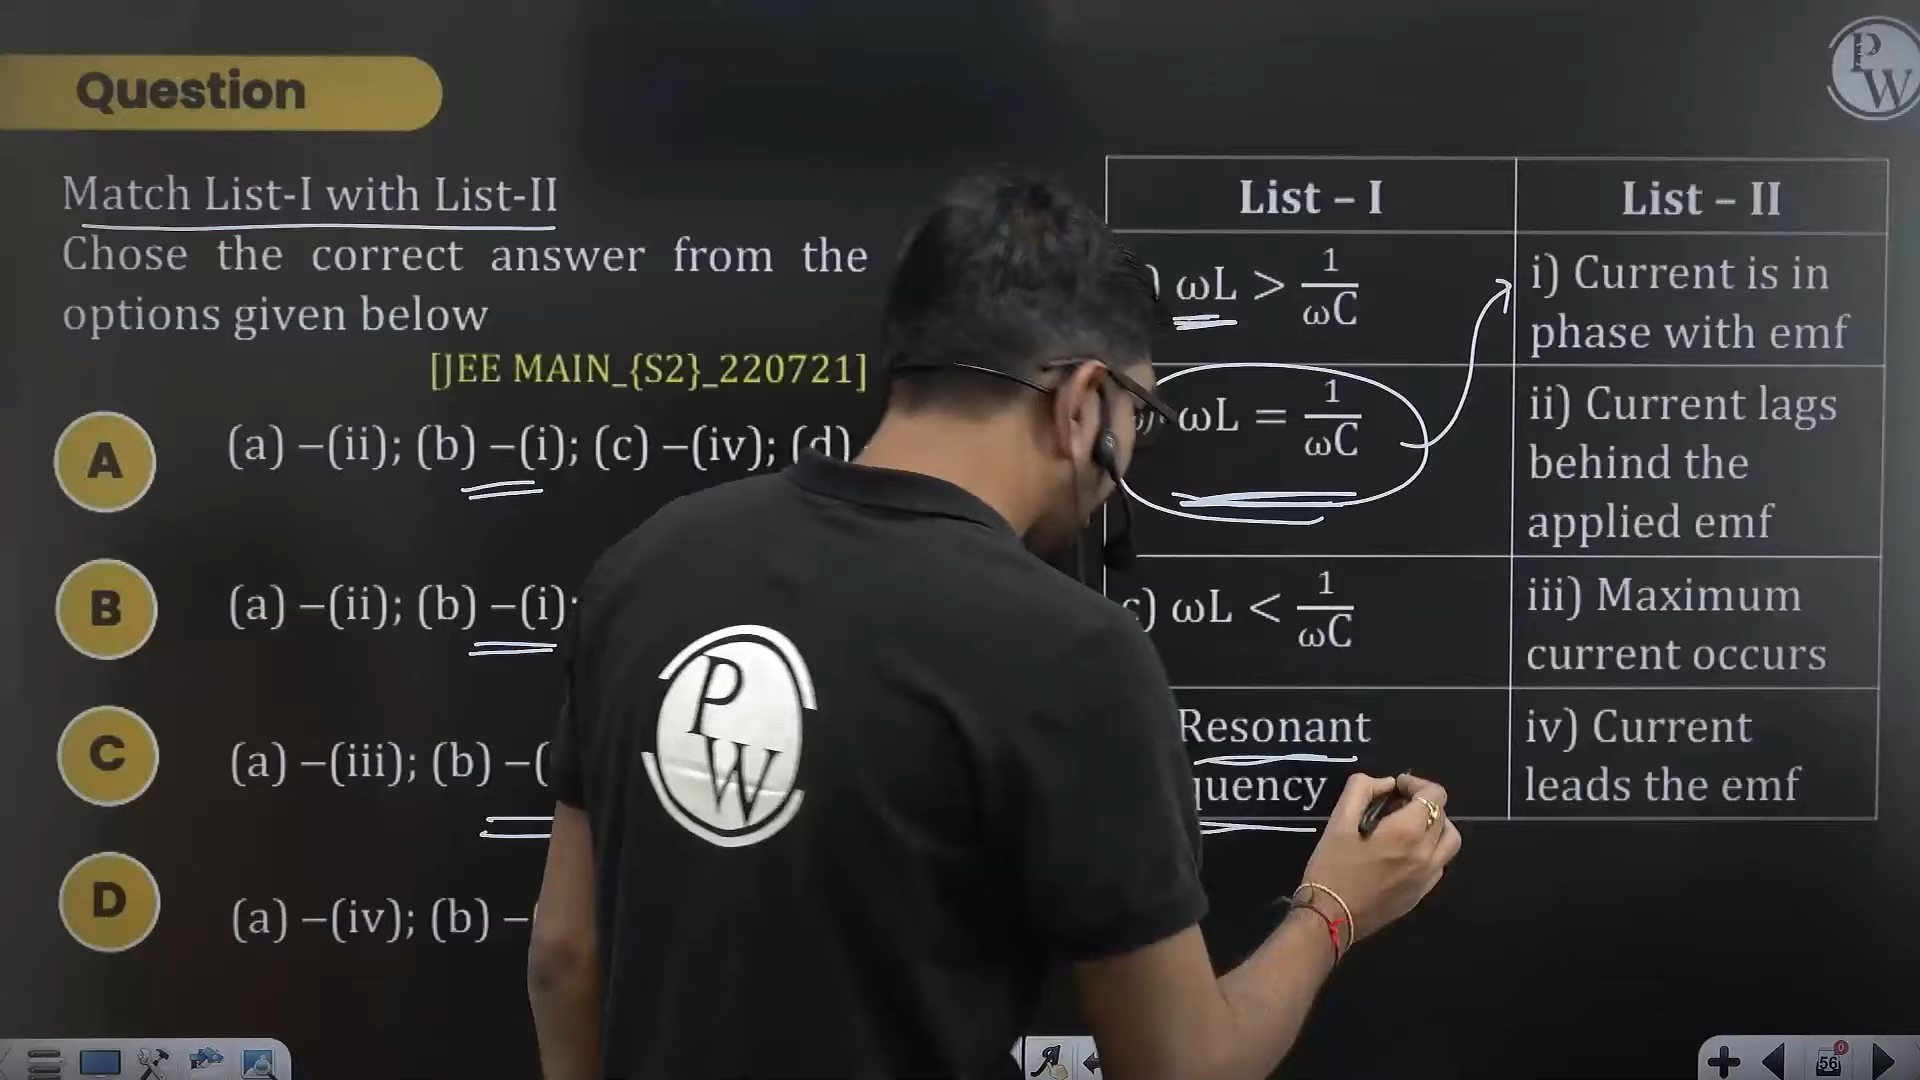 Question
P
W
Match List-I with List-II
Chose the correct answer from the
options given below
[JEE MAIN_{S2}_220721]
A
(a) –(ii); (b) –(i); (c) –(iv); (d)
B
(a) –(ii); (b) –(i);
C
(a) –(iii); (b) –(
D
(a) –(iv); (b) –
List – I
List – II
) ωL > 1/ωC
i) Current is in
phase with emf
) ωL = 1/ωC
ii) Current lags
behind the
applied emf
c) ωL < 1/ωC
iii) Maximum
current occurs
Resonant
quency
iv) Current
leads the emf
P
W
56
0